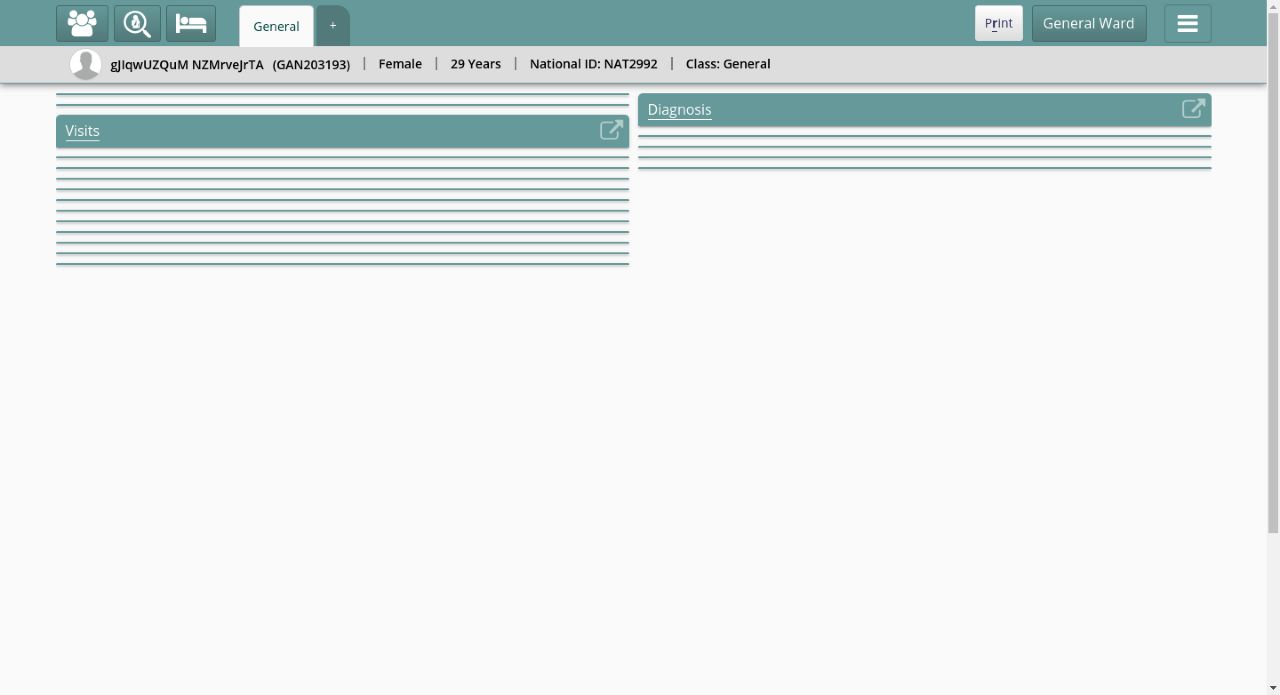 General + Print General Ward
gJIqwUZQuM NZMrveJrTA (GAN203193) | Female | 29 Years | National ID: NAT2992 | Class: General
Diagnosis
Visits